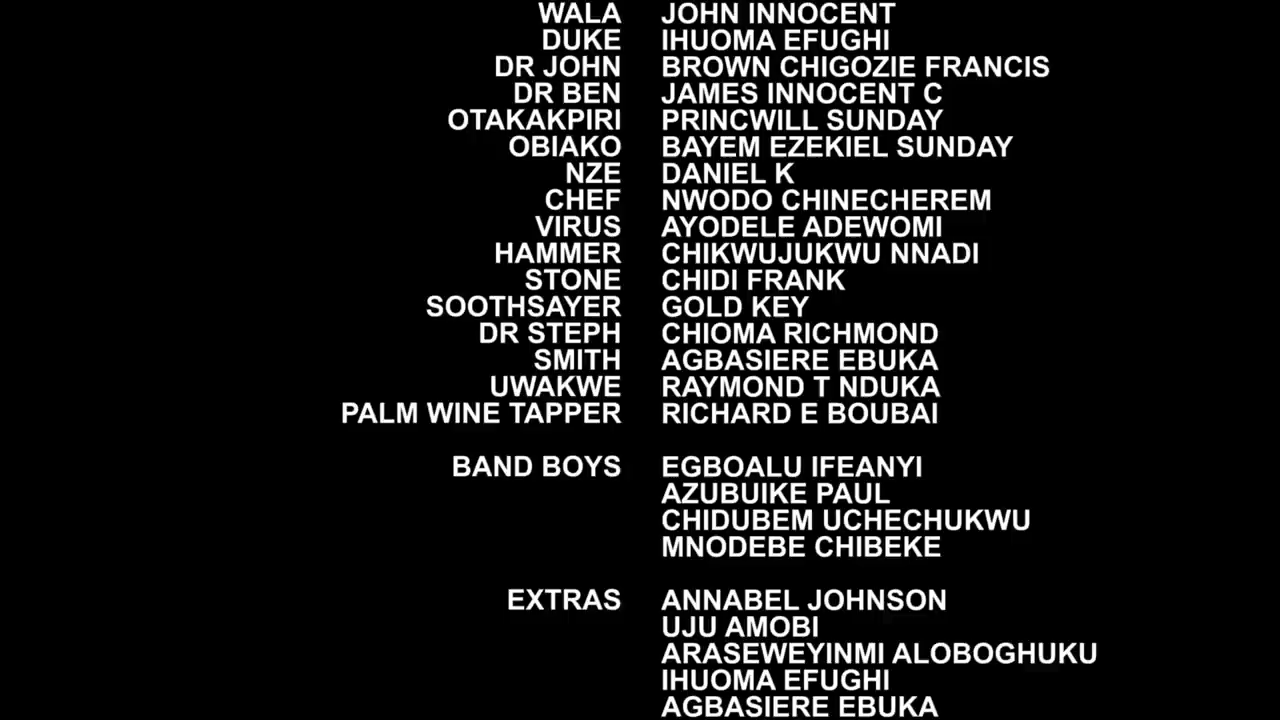 WALA JOHN INNOCENT
DUKE IHUOMA EFUGHI
DR JOHN BROWN CHIGOZIE FRANCIS
DR BEN JAMES INNOCENT C
OTAKAKPIRI PRINCWILL SUNDAY
OBIAKO BAYEM EZEKIEL SUNDAY
NZE DANIEL K
CHEF NWODO CHINECHEREM
VIRUS AYODELE ADEWOMI
HAMMER CHIKWUJUKWU NNADI
STONE CHIDI FRANK
SOOTHSAYER GOLD KEY
DR STEPH CHIOMA RICHMOND
SMITH AGBASIERE EBUKA
UWAKWE RAYMOND T NDUKA
PALM WINE TAPPER RICHARD E BOUBAI
BAND BOYS EGBOALU IFEANYI
AZUBUIKE PAUL
CHIDUBEM UCHECHUKWU
MNODEBE CHIBEKE
EXTRAS ANNABEL JOHNSON
UJU AMOBI
ARASEWEYINMI ALOBOGHUKU
IHUOMA EFUGHI
AGBASIERE EBUKA